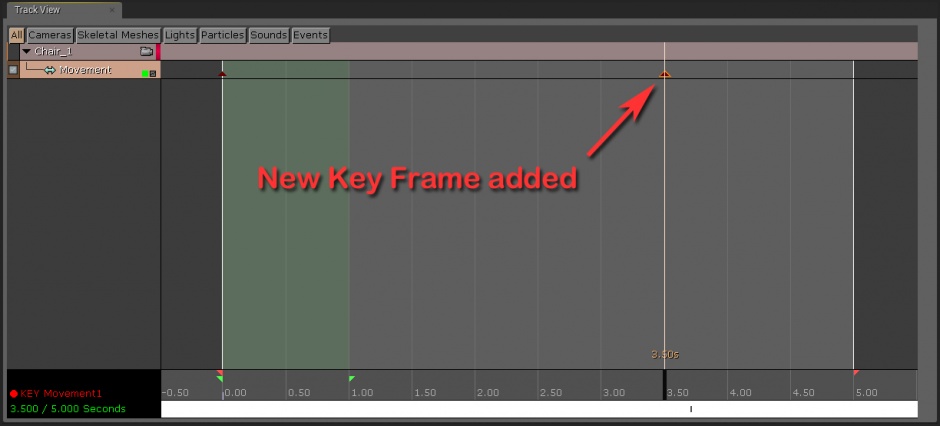 Track View
All Cameras Skeletal Meshes Lights Particles Sounds Events
Chair_1
Movement
New Key Frame added
3.50s
KEY Movement1
-0.50 0.00 0.50 1.00 1.50 2.00 2.50 3.00 3.50 4.00 4.50 5.00
3.500 / 5.000 Seconds